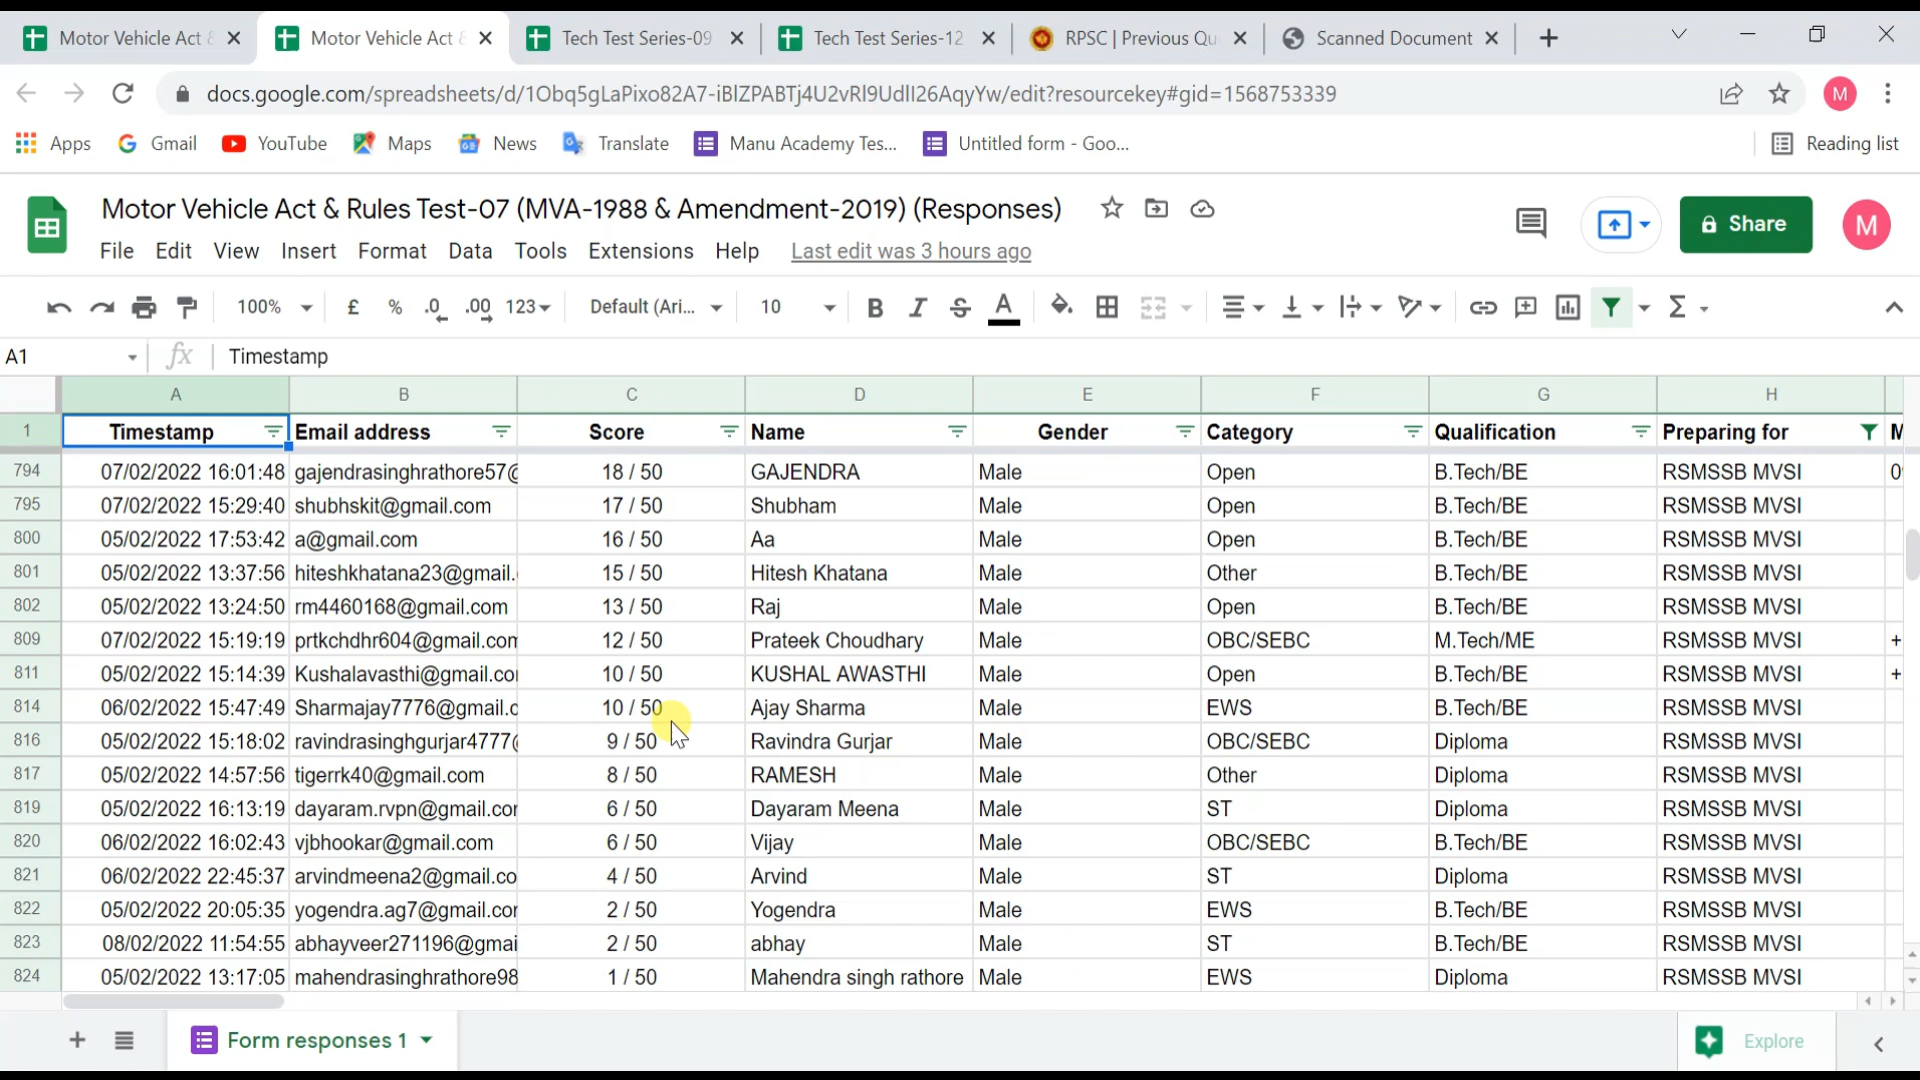 Motor Vehicle Act &
Motor Vehicle Act &
Tech Test Series-09
Tech Test Series-12
RPSC | Previous Qu
Scanned Document
docs.google.com/spreadsheets/d/1Obq5gLaPixo82A7-iBlZPABTj4U2vRl9UdlI26AqyYw/edit?resourcekey#gid=1568753339
M
Apps
Gmail
YouTube
Maps
News
Translate
Manu Academy Tes...
Untitled form - Goo...
Reading list
Motor Vehicle Act & Rules Test-07 (MVA-1988 & Amendment-2019) (Responses)
Share
M
File Edit View Insert Format Data Tools Extensions Help Last edit was 3 hours ago
100% £ % .0 .00 123 Default (Ari... 10 B I S A Σ
A1 fx Timestamp
A B C D E F G H
1 Timestamp Email address Score Name Gender Category Qualification Preparing for M
794 07/02/2022 16:01:48 gajendrasinghrathore57@ 18 / 50 GAJENDRA Male Open B.Tech/BE RSMSSB MVSI
795 07/02/2022 15:29:40 shubhskit@gmail.com 17 / 50 Shubham Male Open B.Tech/BE RSMSSB MVSI
800 05/02/2022 17:53:42 a@gmail.com 16 / 50 Aa Male Open B.Tech/BE RSMSSB MVSI
801 05/02/2022 13:37:56 hiteshkhatana23@gmail. 15 / 50 Hitesh Khatana Male Other B.Tech/BE RSMSSB MVSI
802 05/02/2022 13:24:50 rm4460168@gmail.com 13 / 50 Raj Male Open B.Tech/BE RSMSSB MVSI
809 07/02/2022 15:19:19 prtkchdhr604@gmail.com 12 / 50 Prateek Choudhary Male OBC/SEBC M.Tech/ME RSMSSB MVSI +
811 05/02/2022 15:14:39 Kushalavasthi@gmail.co 10 / 50 KUSHAL AWASTHI Male Open B.Tech/BE RSMSSB MVSI +
814 06/02/2022 15:47:49 Sharmajay7776@gmail.c 10 / 50 Ajay Sharma Male EWS B.Tech/BE RSMSSB MVSI
816 05/02/2022 15:18:02 ravindrasinghgurjar4777@ 9 / 50 Ravindra Gurjar Male OBC/SEBC Diploma RSMSSB MVSI
817 05/02/2022 14:57:56 tigerrk40@gmail.com 8 / 50 RAMESH Male Other Diploma RSMSSB MVSI
819 05/02/2022 16:13:19 dayaram.rvpn@gmail.cor 6 / 50 Dayaram Meena Male ST Diploma RSMSSB MVSI
820 06/02/2022 16:02:43 vjbhookar@gmail.com 6 / 50 Vijay Male OBC/SEBC B.Tech/BE RSMSSB MVSI
821 06/02/2022 22:45:37 arvindmeena2@gmail.co 4 / 50 Arvind Male ST Diploma RSMSSB MVSI
822 05/02/2022 20:05:35 yogendra.ag7@gmail.cor 2 / 50 Yogendra Male EWS B.Tech/BE RSMSSB MVSI
823 08/02/2022 11:54:55 abhayveer271196@gmai 2 / 50 abhay Male ST B.Tech/BE RSMSSB MVSI
824 05/02/2022 13:17:05 mahendrasinghrathore98 1 / 50 Mahendra singh rathore Male EWS Diploma RSMSSB MVSI
Form responses 1
Explore